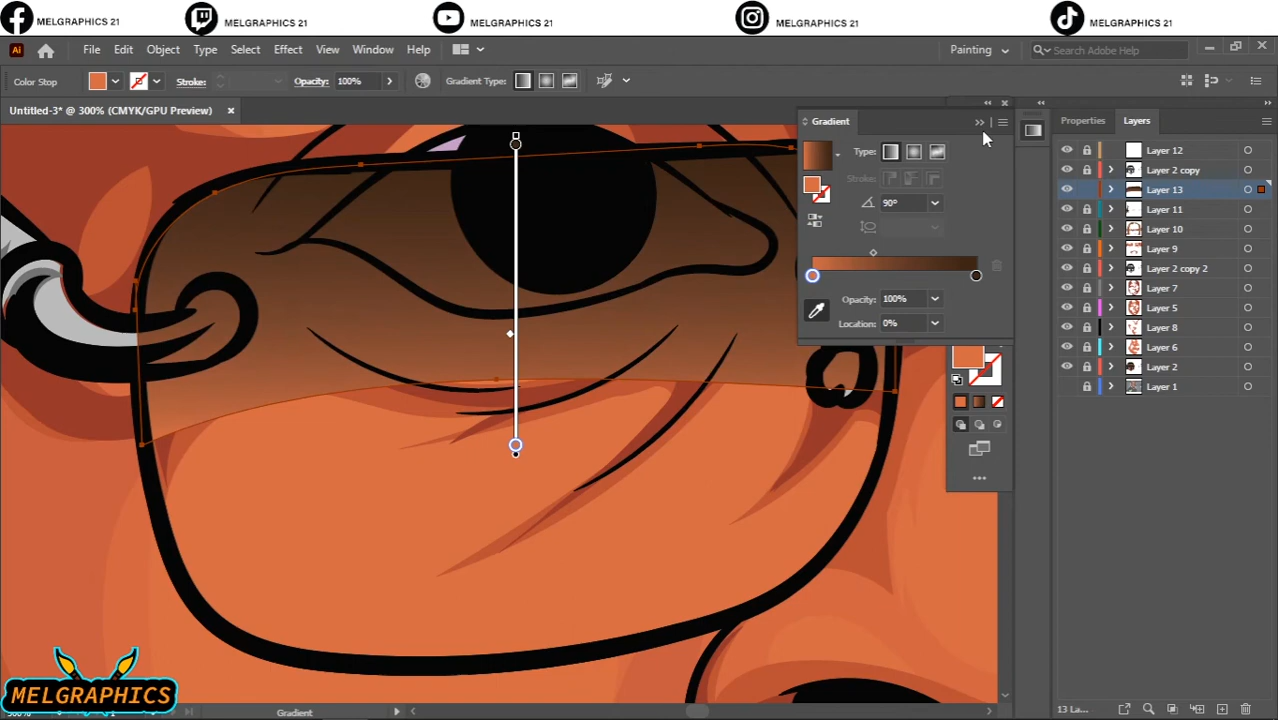 MELGRAPHICS 21 MELGRAPHICS 21 MELGRAPHICS 21 MELGRAPHICS 21 MELGRAPHICS 21
Ai File Edit Object Type Select Effect View Window Help Painting Search Adobe Help
Color Stop Stroke: Opacity: 100% Gradient Type:
Untitled-3* @ 300% (CMYK/GPU Preview)
Gradient
Type:
Stroke:
90°
Opacity: 100%
Location: 0%
Properties Layers
Layer 12
Layer 2 copy
Layer 13
Layer 11
Layer 10
Layer 9
Layer 2 copy 2
Layer 7
Layer 5
Layer 8
Layer 6
Layer 2
Layer 1
MELGRAPHICS
Gradient
13 La...